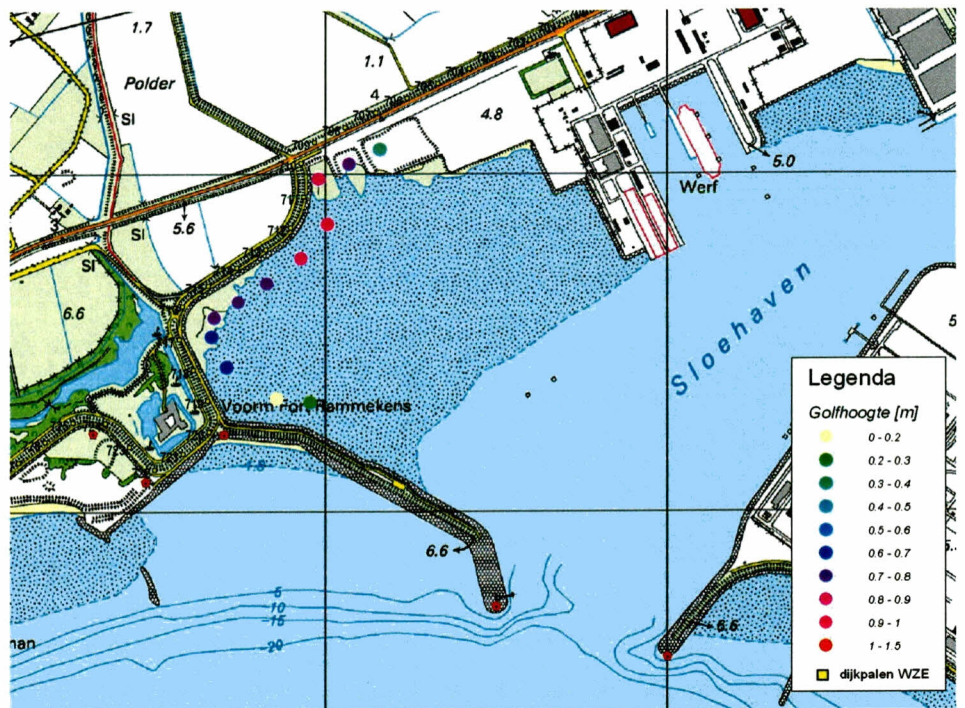 1.7
Polder
SI
1.1
4
4.8
5.0
Werf
SI
5.6
SI
6.6
Sloehaven
5
Voorm Fort Rammekens
1.8
6.6
5
-10
-15
-20
6.6
nan
Legenda
Golfhoogte [m]
0 - 0.2
0.2 - 0.3
0.3 - 0.4
0.4 - 0.5
0.5 - 0.6
0.6 - 0.7
0.7 - 0.8
0.8 - 0.9
0.9 - 1
1 - 1.5
dijkpalen WZE